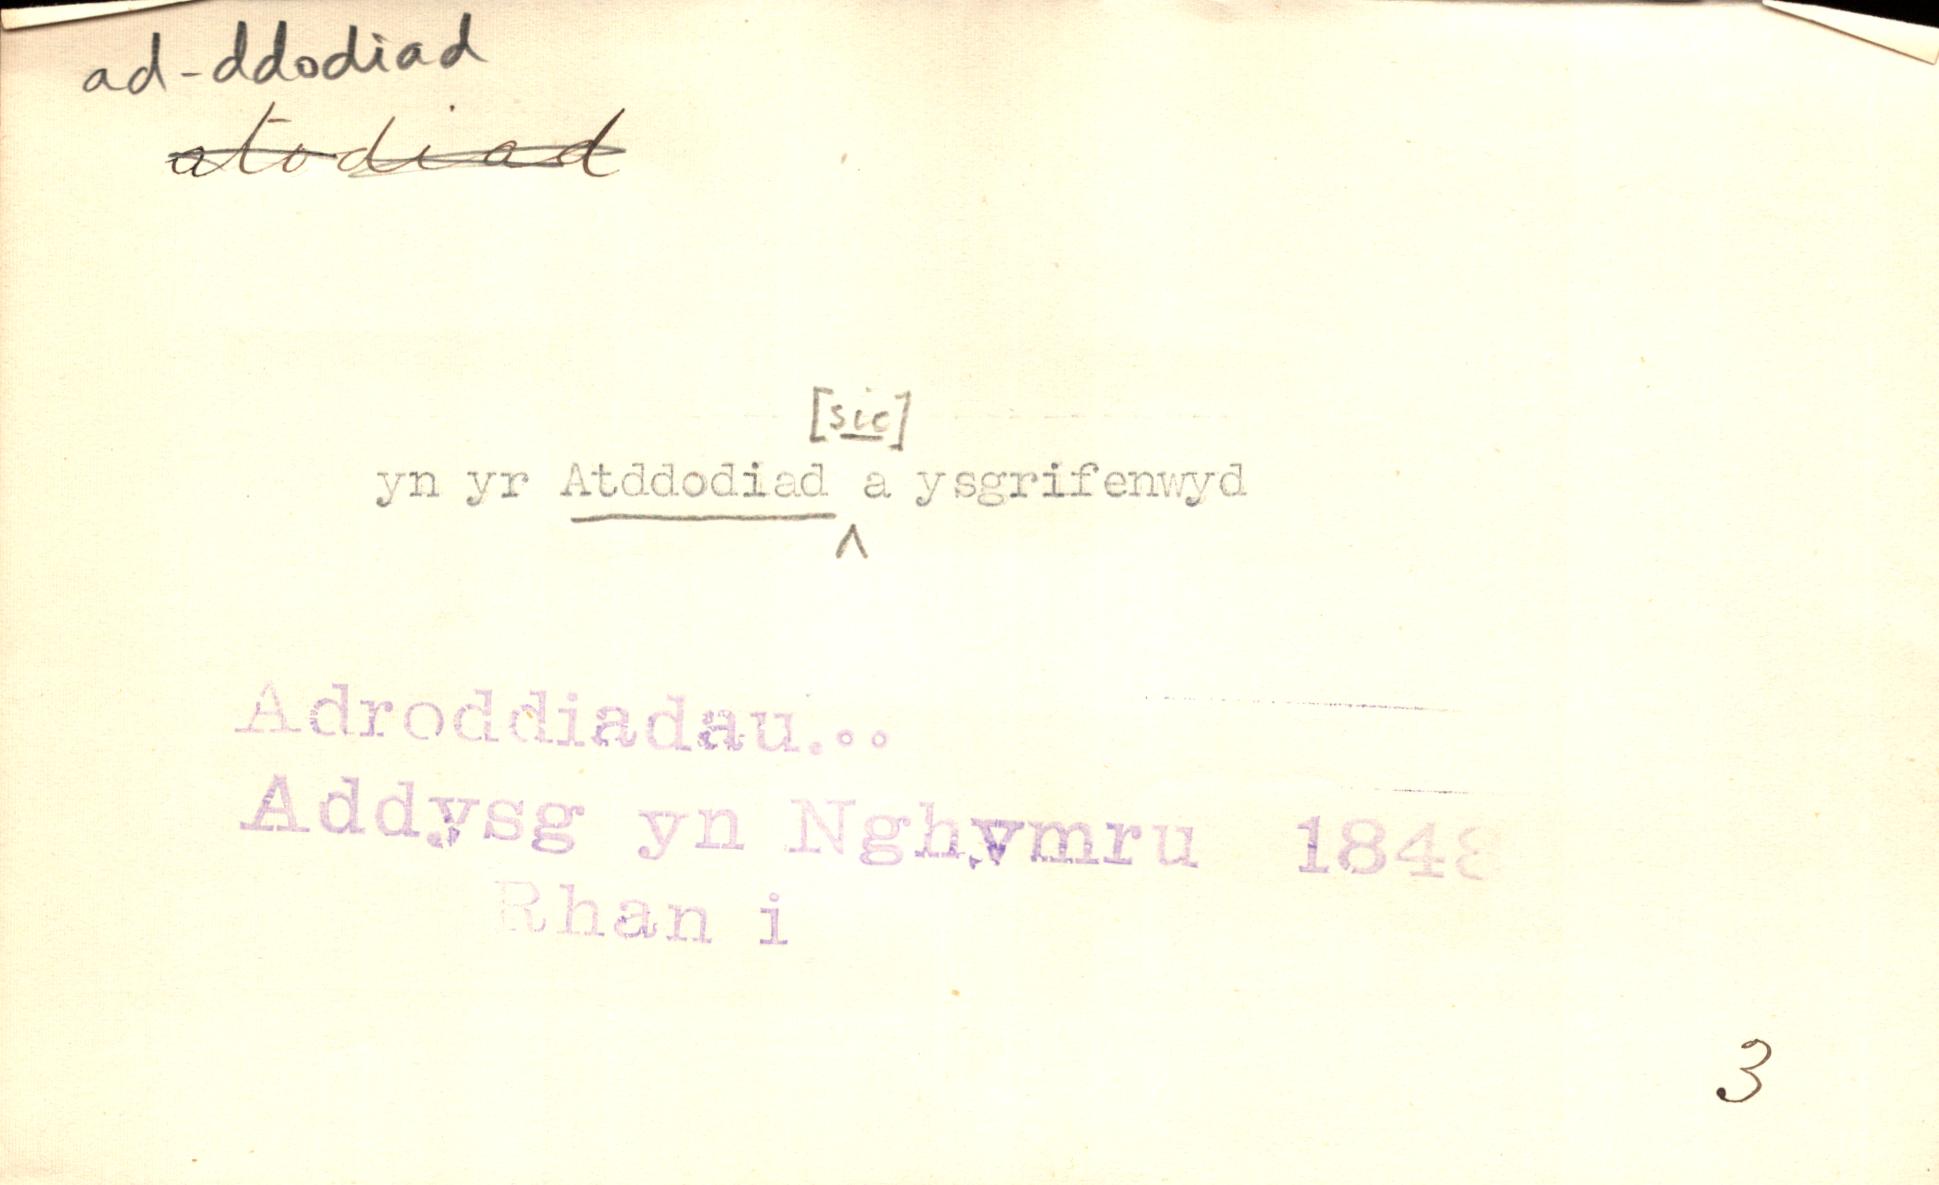 ad-ddodiad
atodiad
[sic]
yn yr Atddodiad a ysgrifenwyd
^
Adroddiadau...
Addysg yn Nghymru 1848
Rhan i
3